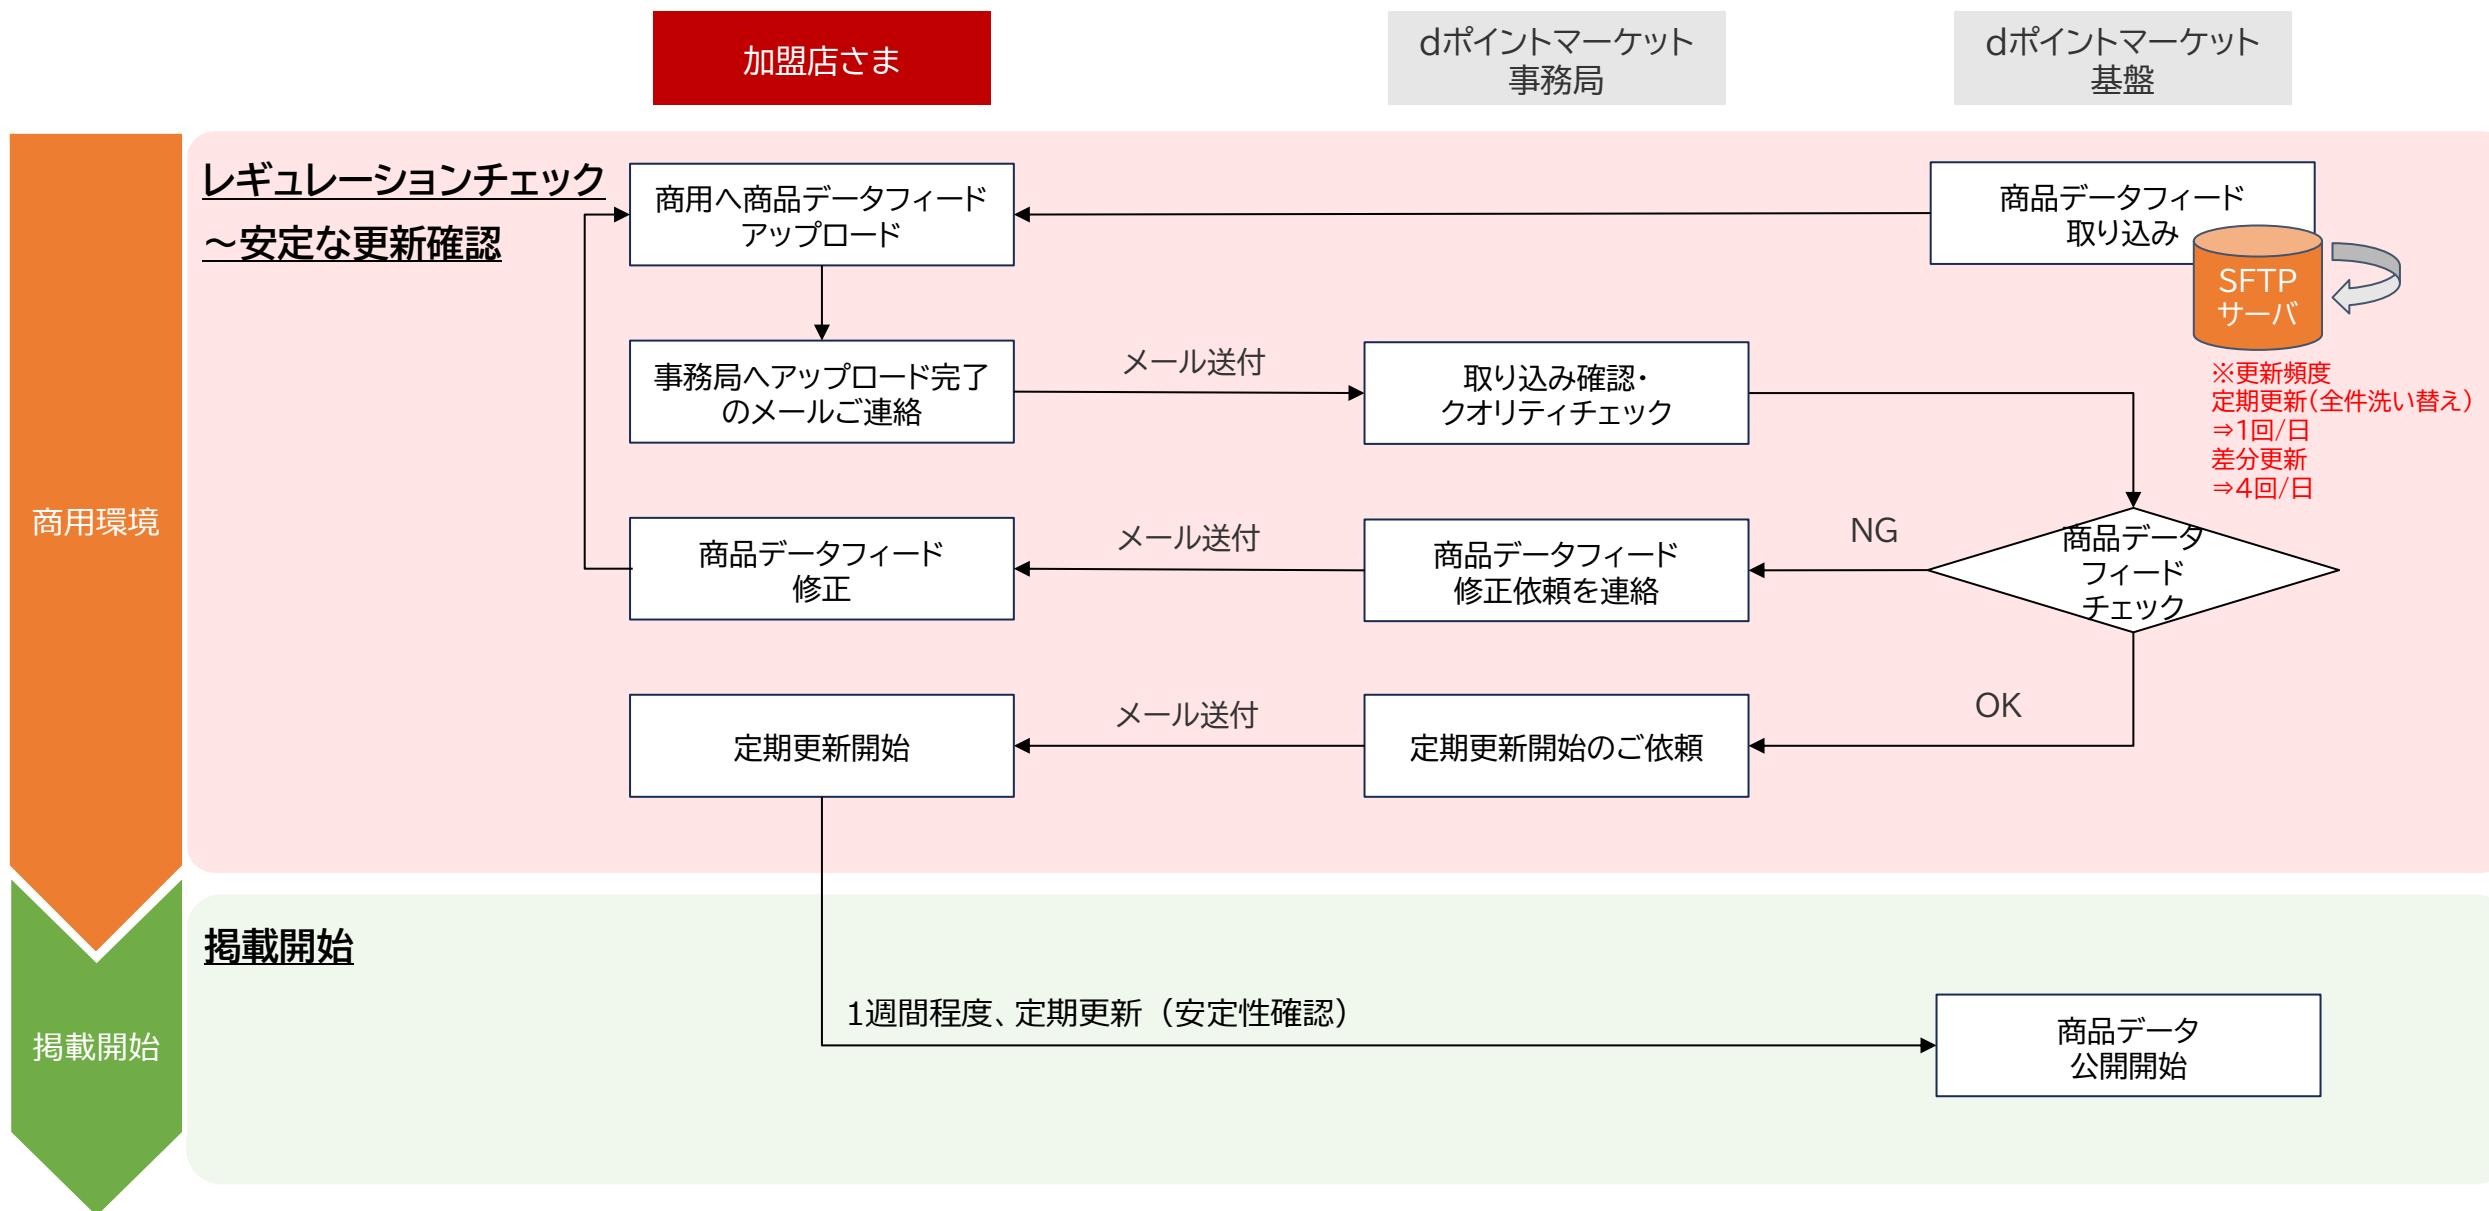 加盟店さま
dポイントマーケット
事務局
dポイントマーケット
基盤
レギュレーションチェック
～安定な更新確認
商用へ商品データフィード
アップロード
商品データフィード
取り込み
SFTP
サーバ
事務局へアップロード完了
のメールご連絡
メール送付
取り込み確認・
クオリティチェック
※更新頻度
定期更新(全件洗い替え)
⇒1回/日
差分更新
⇒4回/日
商用環境
商品データフィード
修正
メール送付
商品データフィード
修正依頼を連絡
NG
商品データ
フィード
チェック
定期更新開始
メール送付
定期更新開始のご依頼
OK
掲載開始
1週間程度、定期更新（安定性確認）
掲載開始
商品データ
公開開始